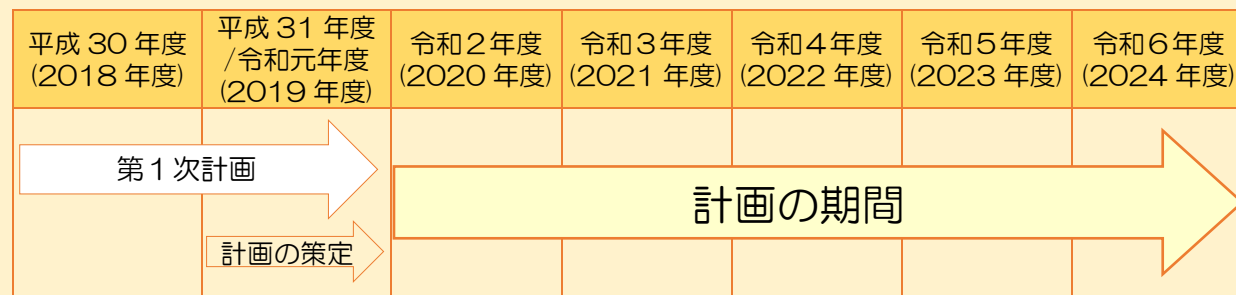 平成 30 年度
(2018 年度)
平成 31 年度
/令和元年度
(2019 年度)
令和２年度
(2020 年度)
令和３年度
(2021 年度)
令和４年度
(2022 年度)
令和５年度
(2023 年度)
令和６年度
(2024 年度)
第１次計画
計画の期間
計画の策定